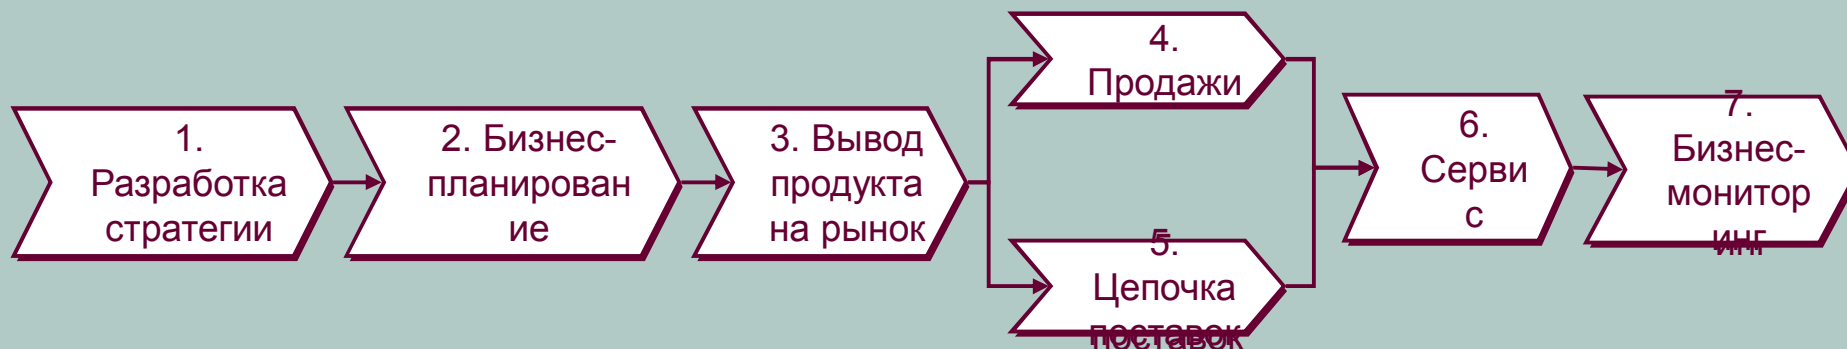 1.
Разработка
стратегии
2. Бизнес-
планирован
ие
3. Вывод
продукта
на рынок
4.
Продажи
5.
Цепочка
поставок
6.
Серви
с
7.
Бизнес-
монитор
инг